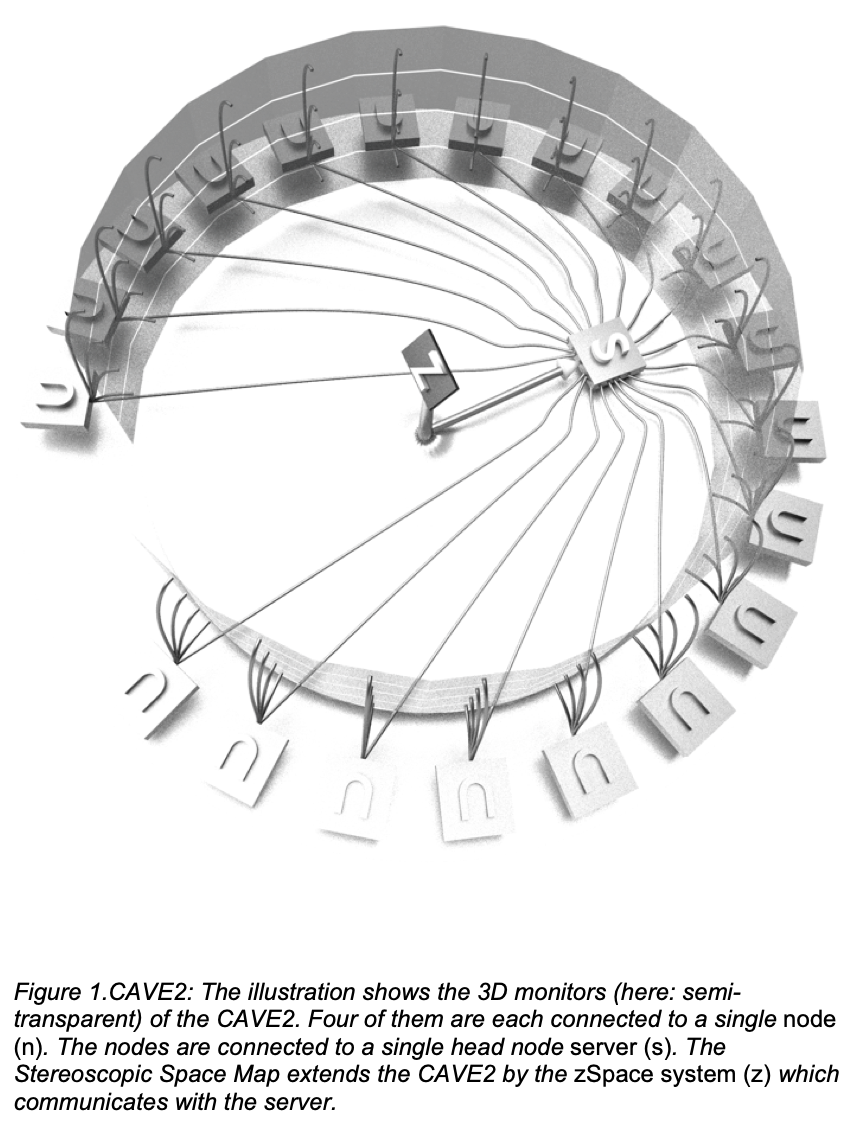 n
n
n
n
n
n
n
n
n
n
n
s
z
n
n
n
n
n
n
n
n
n
Figure 1.CAVE2: The illustration shows the 3D monitors (here: semi-
transparent) of the CAVE2. Four of them are each connected to a single node
(n). The nodes are connected to a single head node server (s). The
Stereoscopic Space Map extends the CAVE2 by the zSpace system (z) which
communicates with the server.